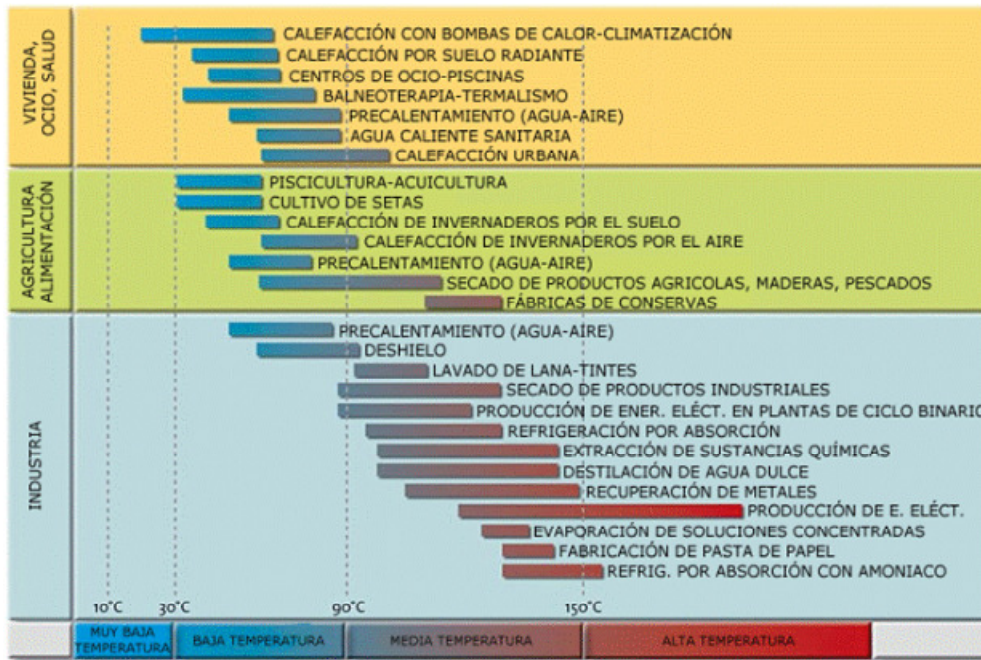 VIVIENDA,
OCIO, SALUD
CALEFACCIÓN CON BOMBAS DE CALOR-CLIMATIZACIÓN
CALEFACCIÓN POR SUELO RADIANTE
CENTROS DE OCIO-PISCINAS
BALNEOTERAPIA-TERMALISMO
PRECALENTAMIENTO (AGUA-AIRE)
AGUA CALIENTE SANITARIA
CALEFACCIÓN URBANA
AGRICULTURA
ALIMENTACIÓN
PISCICULTURA-ACUICULTURA
CULTIVO DE SETAS
CALEFACCIÓN DE INVERNADEROS POR EL SUELO
CALEFACCIÓN DE INVERNADEROS POR EL AIRE
PRECALENTAMIENTO (AGUA-AIRE)
SECADO DE PRODUCTOS AGRICOLAS, MADERAS, PESCADOS
FÁBRICAS DE CONSERVAS
INDUSTRIA
PRECALENTAMIENTO (AGUA-AIRE)
DESHIELO
LAVADO DE LANA-TINTES
SECADO DE PRODUCTOS INDUSTRIALES
PRODUCCIÓN DE ENER. ELÉCT. EN PLANTAS DE CICLO BINARIO
REFRIGERACIÓN POR ABSORCIÓN
EXTRACCIÓN DE SUSTANCIAS QUÍMICAS
DESTILACIÓN DE AGUA DULCE
RECUPERACIÓN DE METALES
PRODUCCIÓN DE E. ELÉCT.
EVAPORACIÓN DE SOLUCIONES CONCENTRADAS
FABRICACIÓN DE PASTA DE PAPEL
REFRIG. POR ABSORCIÓN CON AMONIACO
10°C 30°C 90°C 150°C
MUY BAJA
TEMPERATURA
BAJA TEMPERATURA
MEDIA TEMPERATURA
ALTA TEMPERATURA